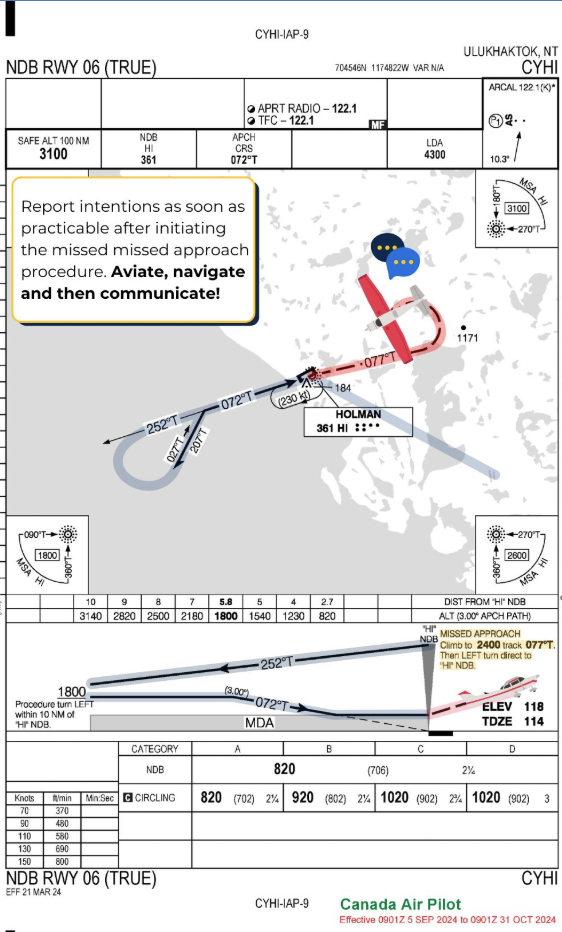 CYHI-IAP-9
ULUKHAKTOK, NT
NDB RWY 06 (TRUE)
704546N 1174822W VAR N/A
CYHI
APRT RADIO – 122.1
TFC – 122.1
MF
ARCAL 122.1(K)*
P1
AS
10.3°
SAFE ALT 100 NM
3100
NDB
HI
361
APCH
CRS
072°T
LDA
4300
Report intentions as soon as
practicable after initiating
the missed missed approach
procedure. Aviate, navigate
and then communicate!
MSA HI
180°T
3100
270°T
1171
077°T
184
(230 kt)
072°T
252°T
027°T
207°T
HOLMAN
361 HI
090°T
1800
360°T
MSA HI
270°T
2600
360°T
MSA HI
10 9 8 7 5.8 5 4 2.7 DIST FROM "HI" NDB
3140 2820 2500 2180 1800 1540 1230 820 ALT (3.00° APCH PATH)
"HI"
NDB
MISSED APPROACH
Climb to 2400 track 077°T.
Then LEFT turn direct to
"HI" NDB.
252°T
1800
(3.00°)
072°T
Procedure turn LEFT
within 10 NM of
"HI" NDB.
MDA
ELEV 118
TDZE 114
CATEGORY A B C D
NDB 820 (706) 2¼
C CIRCLING 820 (702) 2¼ 920 (802) 2¼ 1020 (902) 2¾ 1020 (902) 3
Knots ft/min Min:Sec
70 370
90 480
110 580
130 690
150 800
NDB RWY 06 (TRUE)
CYHI
EFF 21 MAR 24
CYHI-IAP-9
Canada Air Pilot
Effective 0901Z 5 SEP 2024 to 0901Z 31 OCT 2024